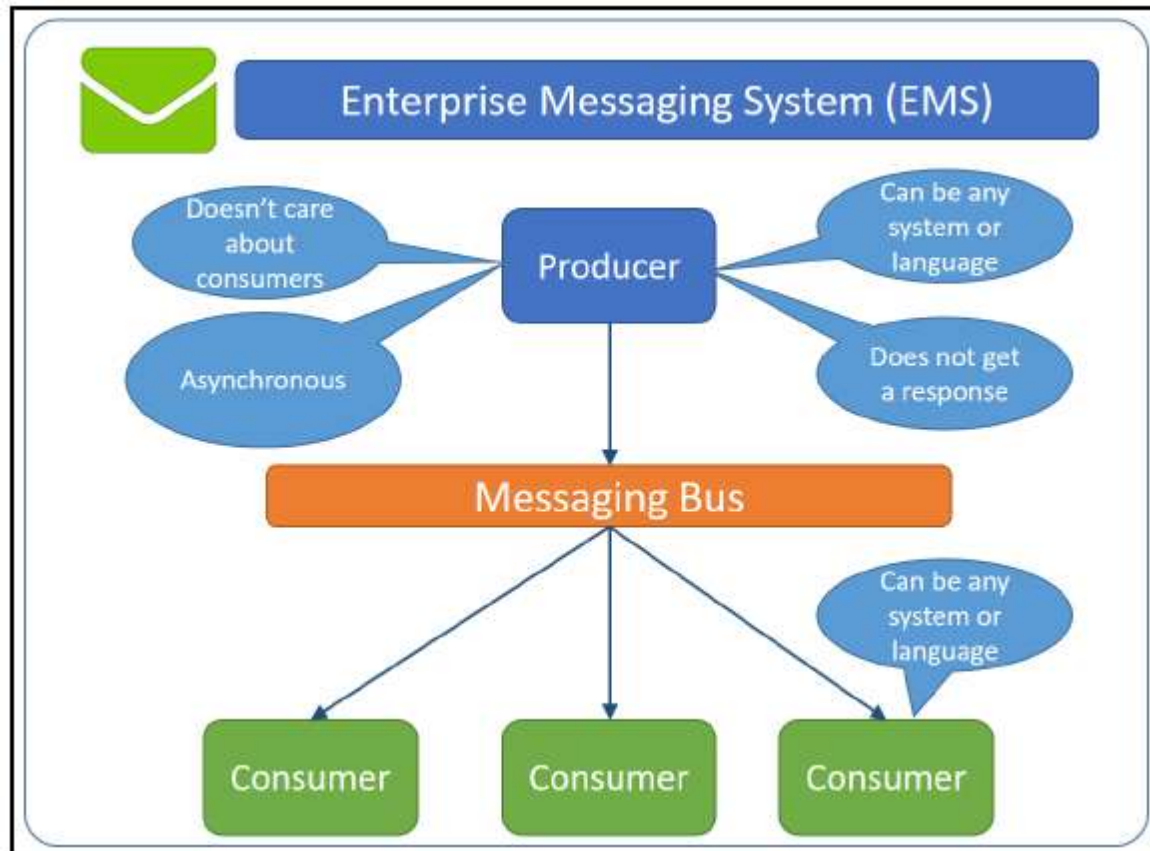 Enterprise Messaging System (EMS)
Doesn't care
about
consumers
Can be any
system or
language
Producer
Asynchronous
Does not get
a response
Messaging Bus
Can be any
system or
language
Consumer
Consumer
Consumer